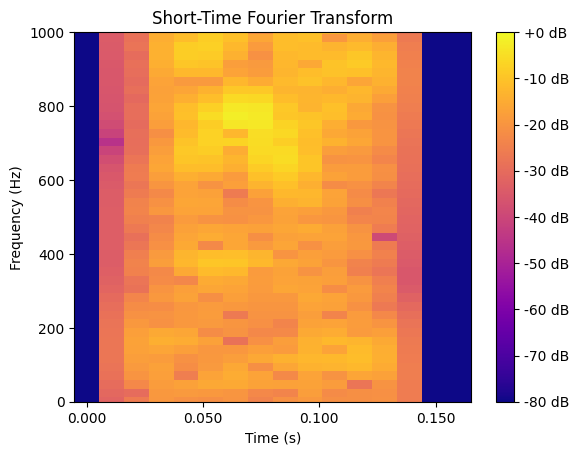 Short-Time Fourier Transform
1000
800
600
400
200
0
Frequency (Hz)
0.000
0.050
0.100
0.150
Time (s)
+0 dB
-10 dB
-20 dB
-30 dB
-40 dB
-50 dB
-60 dB
-70 dB
-80 dB